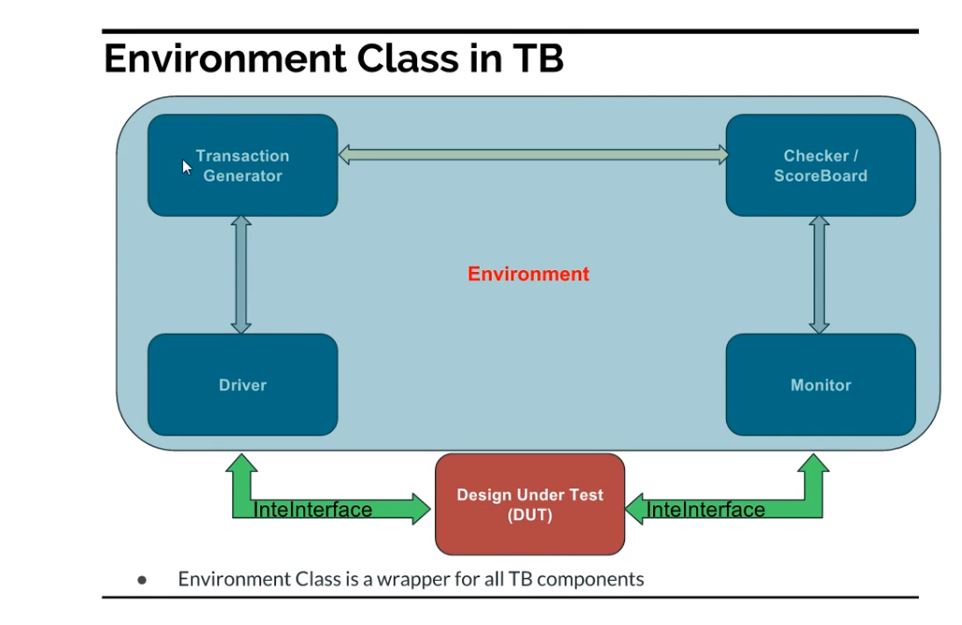 Environment Class in TB
Transaction
Generator
Checker /
ScoreBoard
Environment
Driver
Monitor
InteInterface
Design Under Test
(DUT)
InteInterface
● Environment Class is a wrapper for all TB components